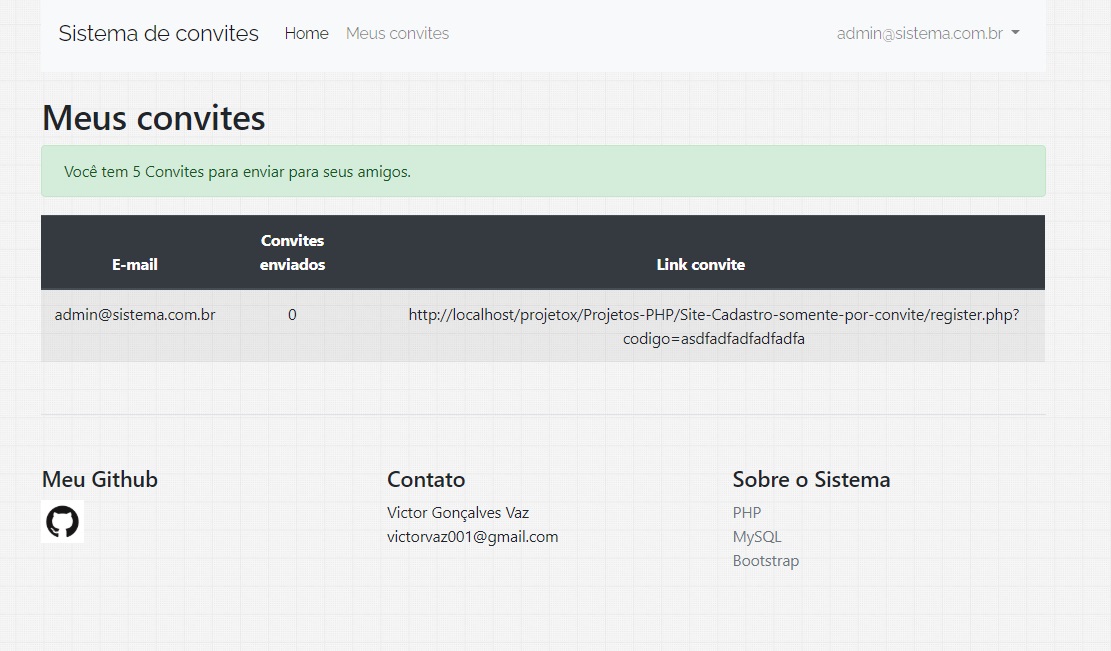 Sistema de convites Home Meus convites admin@sistema.com.br
Meus convites
Você tem 5 Convites para enviar para seus amigos.
E-mail Convites enviados Link convite
admin@sistema.com.br 0 http://localhost/projetox/Projetos-PHP/Site-Cadastro-somente-por-convite/register.php?
codigo=asdfadfadfadfadfa
Meu Github Contato Sobre o Sistema
Victor Gonçalves Vaz PHP
victorvaz001@gmail.com MySQL
Bootstrap